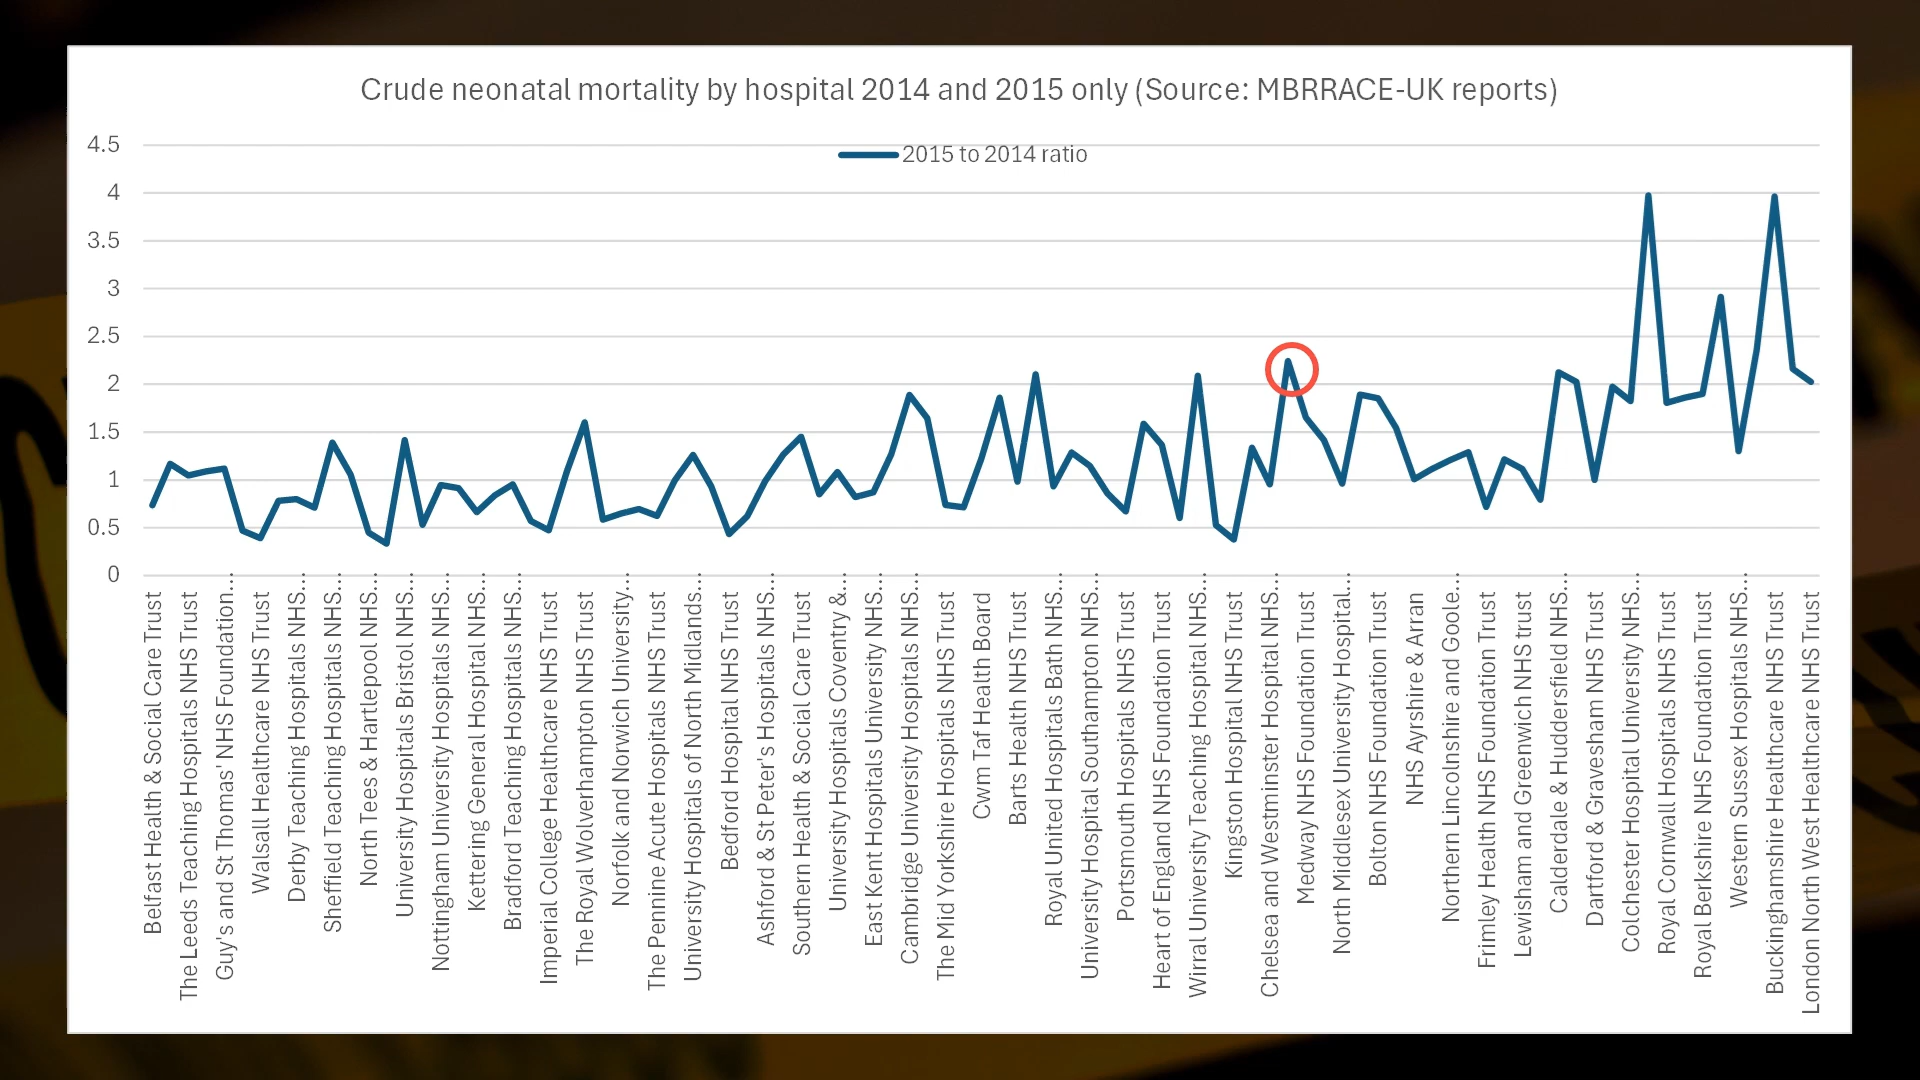 Crude neonatal mortality by hospital 2014 and 2015 only (Source: MBRRACE-UK reports)
2015 to 2014 ratio
4.5
4
3.5
3
2.5
2
1.5
1
0.5
0
Belfast Health & Social Care Trust
The Leeds Teaching Hospitals NHS Trust
Guy's and St Thomas' NHS Foundation...
Walsall Healthcare NHS Trust
Derby Teaching Hospitals NHS...
Sheffield Teaching Hospitals NHS...
North Tees & Hartlepool NHS...
University Hospitals Bristol NHS...
Nottingham University Hospitals NHS...
Kettering General Hospital NHS...
Bradford Teaching Hospitals NHS...
Imperial College Healthcare NHS Trust
The Royal Wolverhampton NHS Trust
Norfolk and Norwich University...
The Pennine Acute Hospitals NHS Trust
University Hospitals of North Midlands...
Bedford Hospital NHS Trust
Ashford & St Peter's Hospitals NHS...
Southern Health & Social Care Trust
University Hospitals Coventry &...
East Kent Hospitals University NHS...
Cambridge University Hospitals NHS...
The Mid Yorkshire Hospitals NHS Trust
Cwm Taf Health Board
Barts Health NHS Trust
Royal United Hospitals Bath NHS...
University Hospital Southampton NHS...
Portsmouth Hospitals NHS Trust
Heart of England NHS Foundation Trust
Wirral University Teaching Hospital NHS...
Kingston Hospital NHS Trust
Chelsea and Westminster Hospital NHS...
Medway NHS Foundation Trust
North Middlesex University Hospital...
Bolton NHS Foundation Trust
NHS Ayrshire & Arran
Northern Lincolnshire and Goole...
Frimley Health NHS Foundation Trust
Lewisham and Greenwich NHS trust
Calderdale & Huddersfield NHS...
Dartford & Gravesham NHS Trust
Colchester Hospital University NHS...
Royal Cornwall Hospitals NHS Trust
Royal Berkshire NHS Foundation Trust
Western Sussex Hospitals NHS...
Buckinghamshire Healthcare NHS Trust
London North West Healthcare NHS Trust